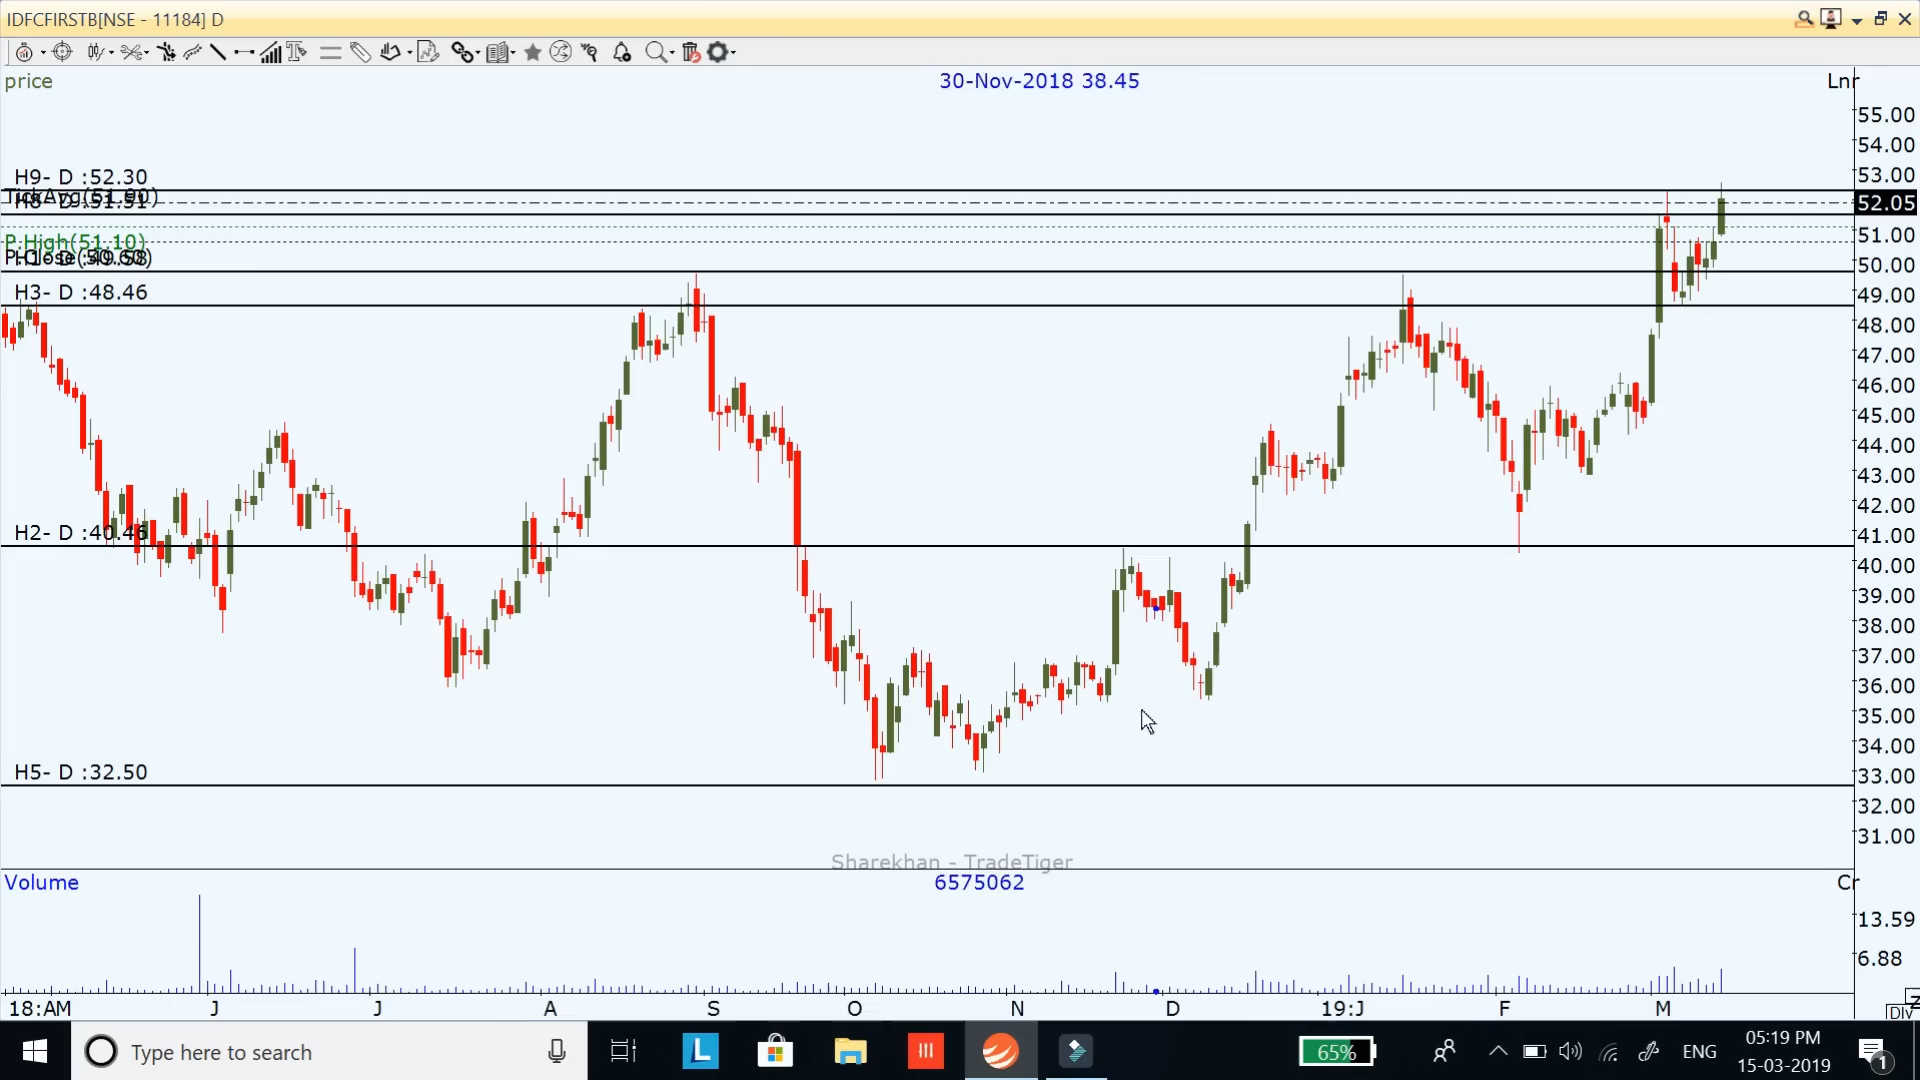 IDFCFIRSTB[NSE - 11184] D
price
30-Nov-2018 38.45
Lnr
55.00
54.00
53.00
52.05
51.00
50.00
49.00
48.00
47.00
46.00
45.00
44.00
43.00
42.00
41.00
40.00
39.00
38.00
37.00
36.00
35.00
34.00
33.00
32.00
31.00
H9- D :52.30
TickAvg(51.90)
P.High(51.10)
H3- D :48.46
H2- D :40.46
H5- D :32.50
Sharekhan - TradeTiger
Volume
6575062
Cr
13.59
6.88
18:AM J J A S O N D 19:J F M
Type here to search
65%
ENG
05:19 PM
15-03-2019
1